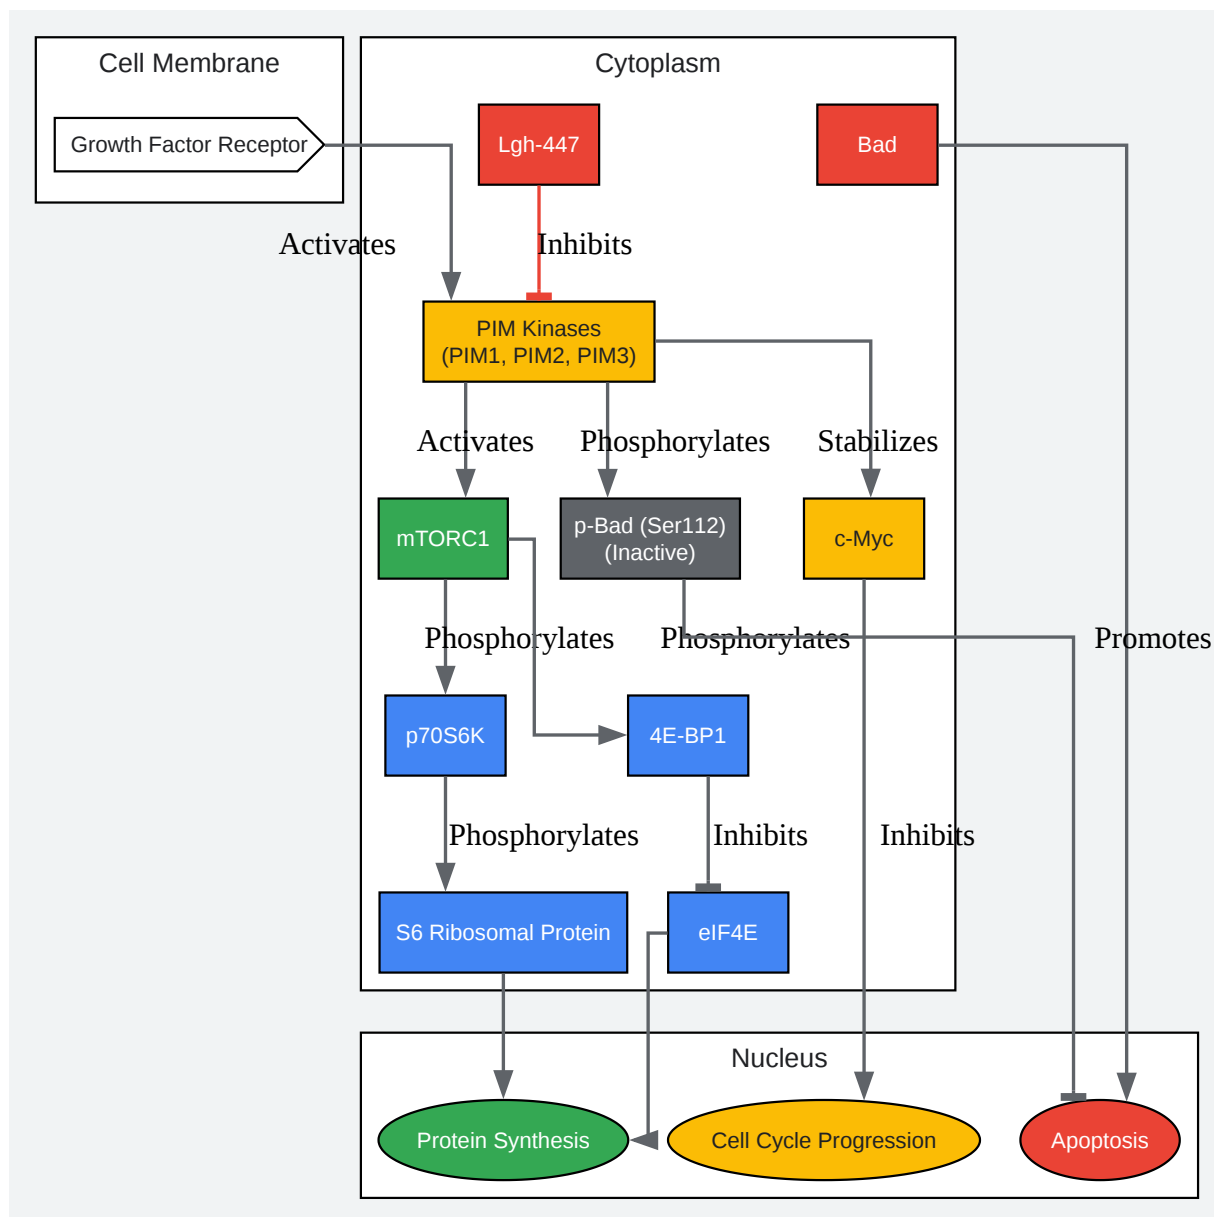 Cell Membrane
Cytoplasm
Growth Factor Receptor
Lgh-447
Bad
Activates
Inhibits
PIM Kinases
(PIM1, PIM2, PIM3)
Activates
Phosphorylates
Stabilizes
mTORC1
p-Bad (Ser112)
(Inactive)
c-Myc
Phosphorylates
Phosphorylates
Promotes
p70S6K
4E-BP1
Phosphorylates
Inhibits
Inhibits
S6 Ribosomal Protein
eIF4E
Nucleus
Protein Synthesis
Cell Cycle Progression
Apoptosis